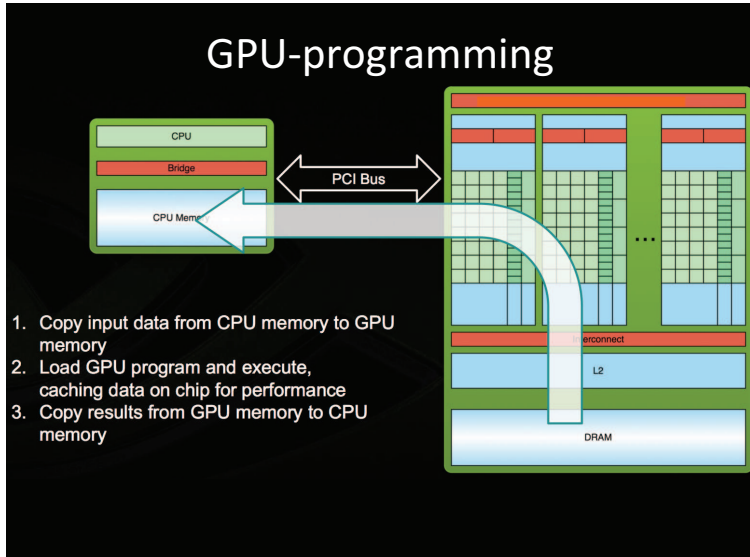 GPU-programming
CPU
Bridge
CPU Memory
PCI Bus
...
Interconnect
L2
DRAM
1. Copy input data from CPU memory to GPU
memory
2. Load GPU program and execute,
caching data on chip for performance
3. Copy results from GPU memory to CPU
memory